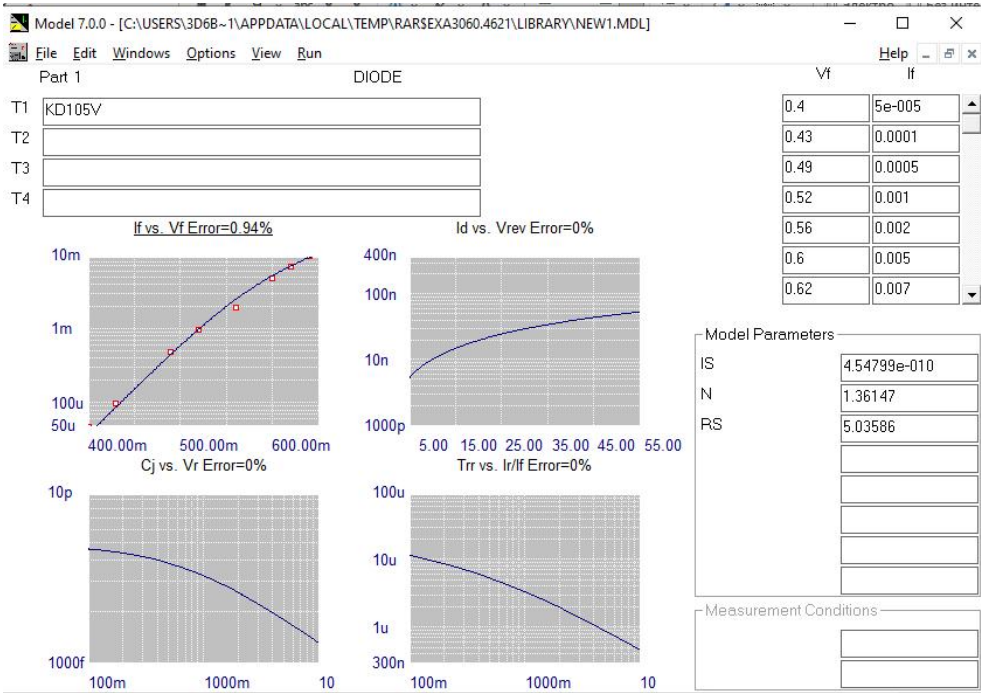 Model 7.0.0 - [C:\USERS\3D6B~1\APPDATA\LOCAL\TEMP\RAR$EXA3060.4621\LIBRARY\NEW1.MDL]
File Edit Windows Options View Run Help
Part 1 DIODE Vf If
T1 KD105V
T2
T3
T4
0.4 5e-005
0.43 0.0001
0.49 0.0005
0.52 0.001
0.56 0.002
0.6 0.005
0.62 0.007
If vs. Vf Error=0.94%
10m
1m
100u
50u
400.00m 500.00m 600.00m
Id vs. Vrev Error=0%
400n
100n
10n
1000p
5.00 15.00 25.00 35.00 45.00 55.00
Cj vs. Vr Error=0%
10p
1000f
100m 1000m 10
Trr vs. Ir/If Error=0%
100u
10u
1u
300n
100m 1000m 10
Model Parameters
IS 4.54799e-010
N 1.36147
RS 5.03586
Measurement Conditions